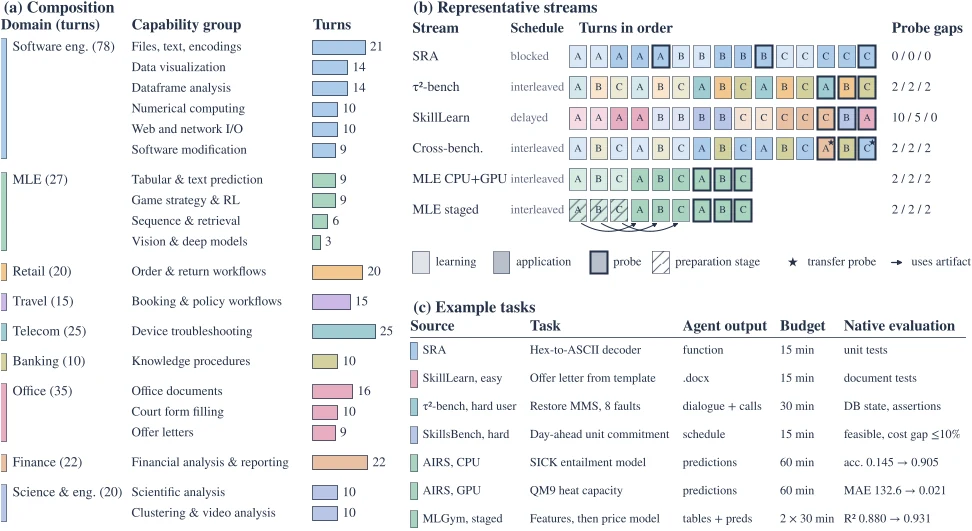 (a) Composition
Domain (turns) Capability group Turns
Software eng. (78) Files, text, encodings 21
Data visualization 14
Dataframe analysis 14
Numerical computing 10
Web and network I/O 10
Software modification 9
MLE (27) Tabular & text prediction 9
Game strategy & RL 9
Sequence & retrieval 6
Vision & deep models 3
Retail (20) Order & return workflows 20
Travel (15) Booking & policy workflows 15
Telecom (25) Device troubleshooting 25
Banking (10) Knowledge procedures 10
Office (35) Office documents 16
Court form filling 10
Offer letters 9
Finance (22) Financial analysis & reporting 22
Science & eng. (20) Scientific analysis 10
Clustering & video analysis 10
(b) Representative streams
Stream Schedule Turns in order Probe gaps
SRA blocked A A A A A B B B B B C C C C C 0 / 0 / 0
τ²-bench interleaved A B C A B C A B C A B C A B C 2 / 2 / 2
SkillLearn delayed A A A A B B B B C C C C C B A 10 / 5 / 0
Cross-bench. interleaved A B C A B C A B C A B C A★ B C★ 2 / 2 / 2
MLE CPU+GPU interleaved A B C A B C A B C 2 / 2 / 2
MLE staged interleaved A B C A B C A B C 2 / 2 / 2
learning application probe preparation stage ★ transfer probe → uses artifact
(c) Example tasks
Source Task Agent output Budget Native evaluation
SRA Hex-to-ASCII decoder function 15 min unit tests
SkillLearn, easy Offer letter from template .docx 15 min document tests
τ²-bench, hard user Restore MMS, 8 faults dialogue + calls 30 min DB state, assertions
SkillsBench, hard Day-ahead unit commitment schedule 15 min feasible, cost gap ≤10%
AIRS, CPU SICK entailment model predictions 60 min acc. 0.145 → 0.905
AIRS, GPU QM9 heat capacity predictions 60 min MAE 132.6 → 0.021
MLGym, staged Features, then price model tables + preds 2 × 30 min R² 0.880 → 0.931